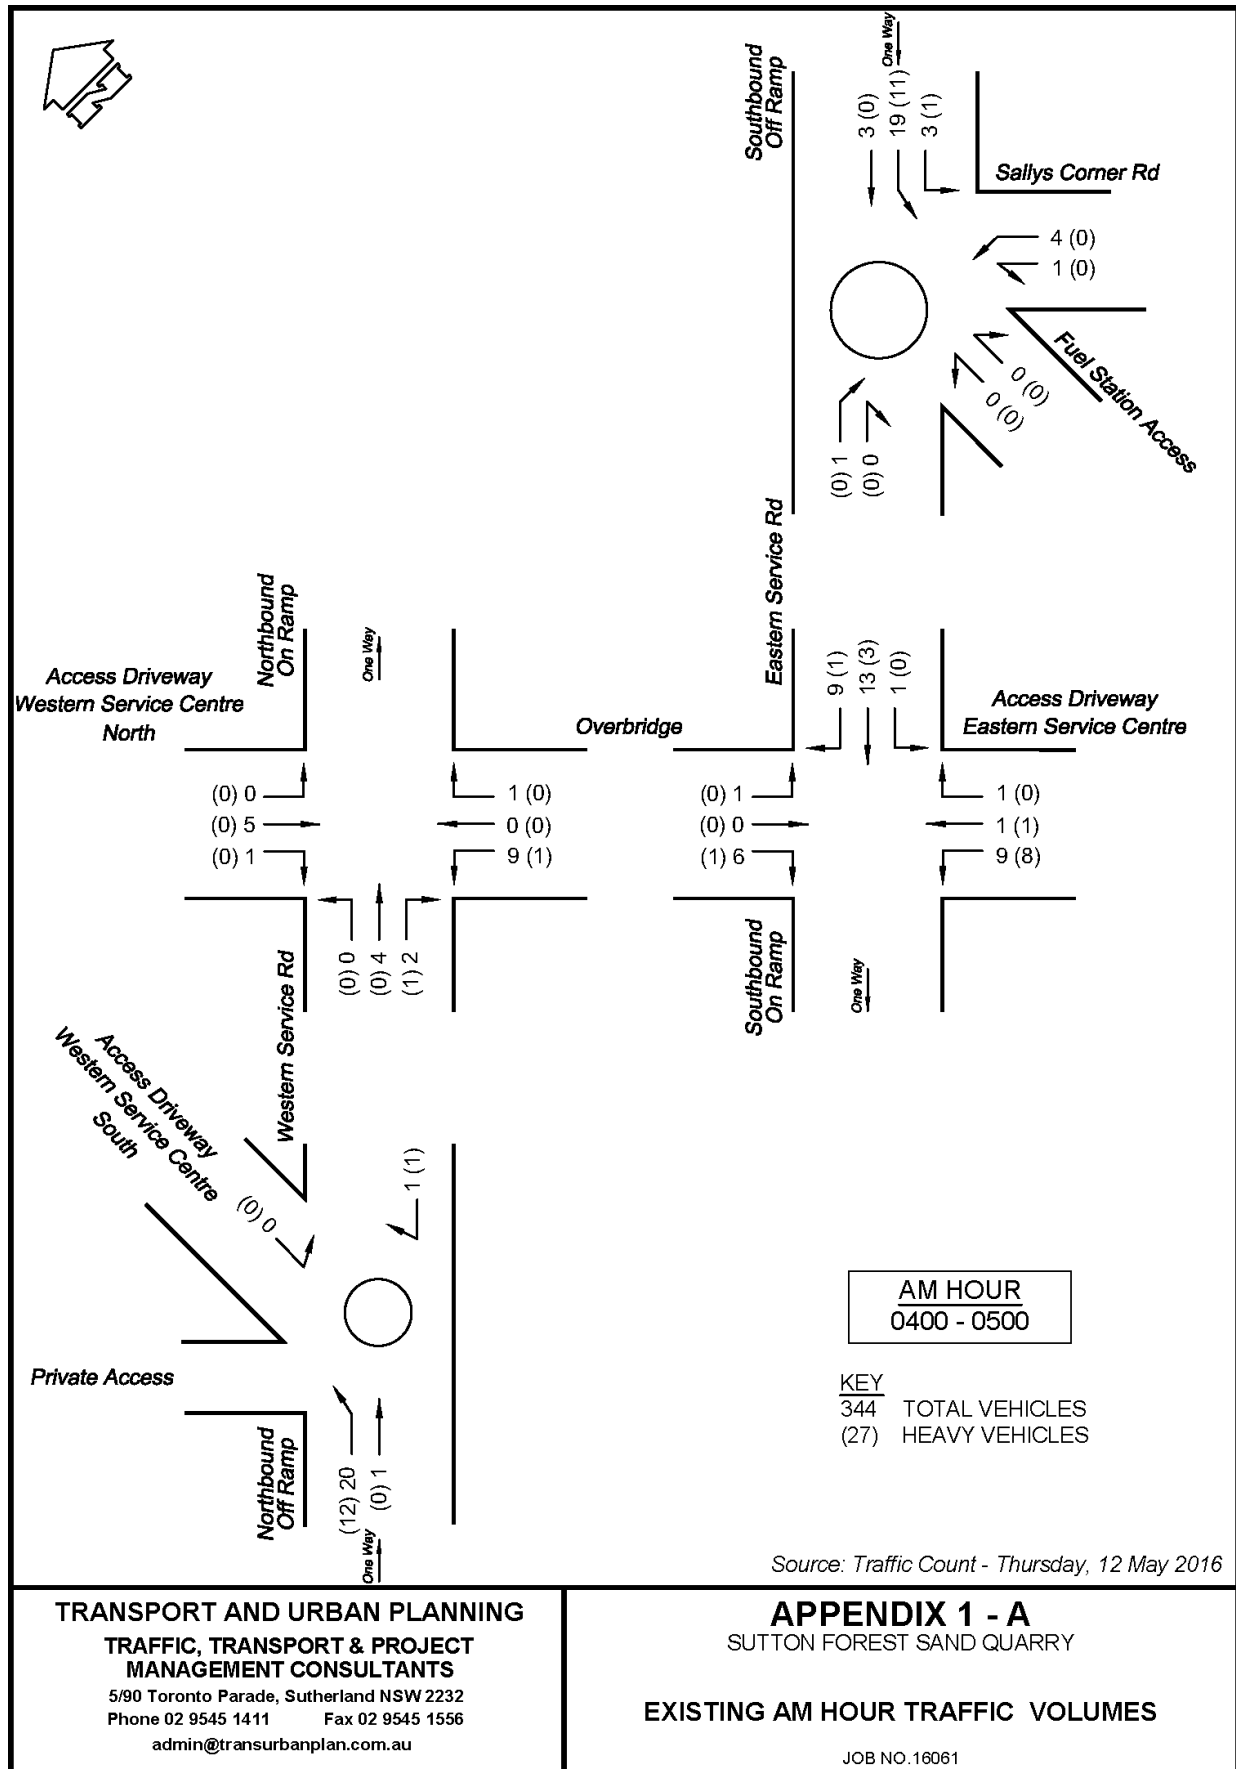 One Way
Southbound
Off Ramp
3 (0)
19 (11)
3 (1)
Sallys Corner Rd
4 (0)
1 (0)
Fuel Station Access
0 (0)
0 (0)
(0) 1
(0) 0
Eastern Service Rd
Northbound
On Ramp
One Way
Access Driveway
Western Service Centre
North
Overbridge
9 (1)
13 (3)
1 (0)
Access Driveway
Eastern Service Centre
(0) 0
(0) 5
(0) 1
1 (0)
0 (0)
9 (1)
(0) 1
(0) 0
(1) 6
1 (0)
1 (1)
9 (8)
(0) 0
(0) 4
(1) 2
Western Service Rd
Southbound
On Ramp
One Way
Access Driveway
Western Service Centre
South
(0) 0
1 (1)
Private Access
Northbound
Off Ramp
(12) 20
(0) 1
One Way
AM HOUR
0400 - 0500
KEY
344 TOTAL VEHICLES
(27) HEAVY VEHICLES
Source: Traffic Count - Thursday, 12 May 2016
TRANSPORT AND URBAN PLANNING
TRAFFIC, TRANSPORT & PROJECT
MANAGEMENT CONSULTANTS
5/90 Toronto Parade, Sutherland NSW 2232
Phone 02 9545 1411 Fax 02 9545 1556
admin@transurbanplan.com.au
APPENDIX 1 - A
SUTTON FOREST SAND QUARRY
EXISTING AM HOUR TRAFFIC VOLUMES
JOB NO.16061